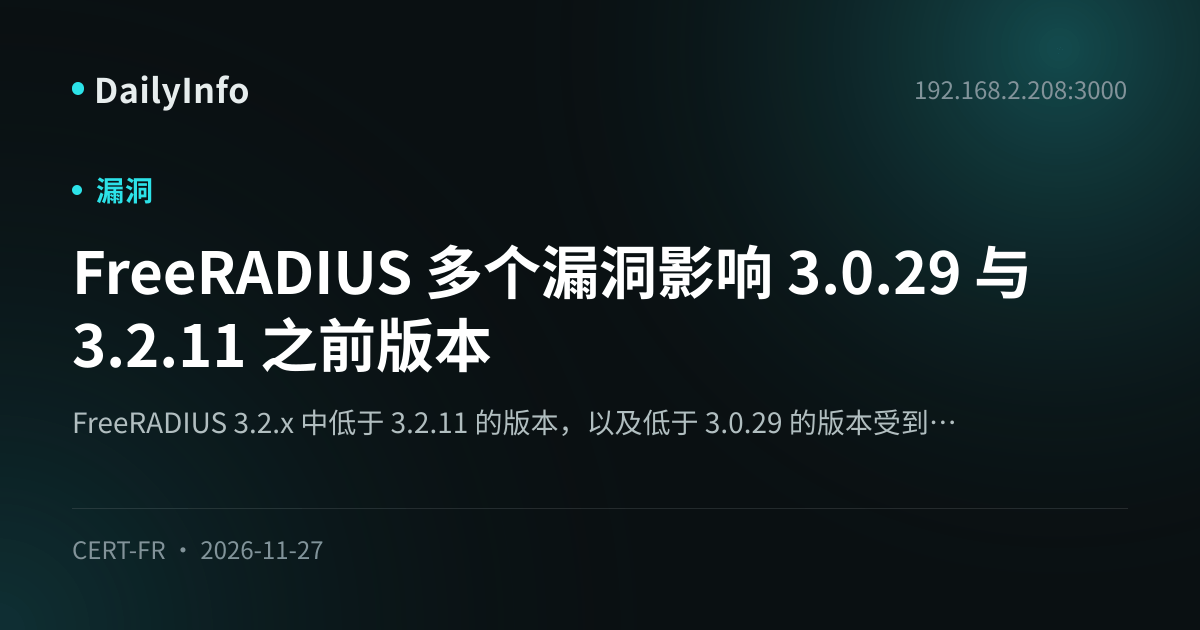 DailyInfo
192.168.2.208:3000
漏洞
FreeRADIUS 多个漏洞影响 3.0.29 与
3.2.11 之前版本
FreeRADIUS 3.2.x 中低于 3.2.11 的版本，以及低于 3.0.29 的版本受到…
CERT-FR · 2026-11-27